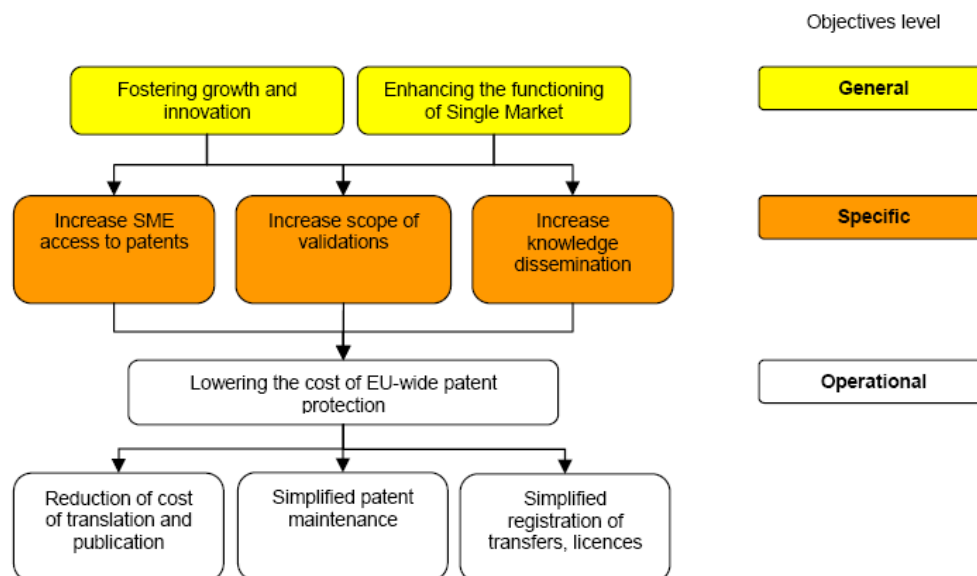 Objectives level
Fostering growth and
innovation
Enhancing the functioning
of Single Market
General
Increase SME
access to patents
Increase scope of
validations
Increase
knowledge
dissemination
Specific
Lowering the cost of EU-wide patent
protection
Operational
Reduction of cost
of translation and
publication
Simplified patent
maintenance
Simplified
registration of
transfers, licences